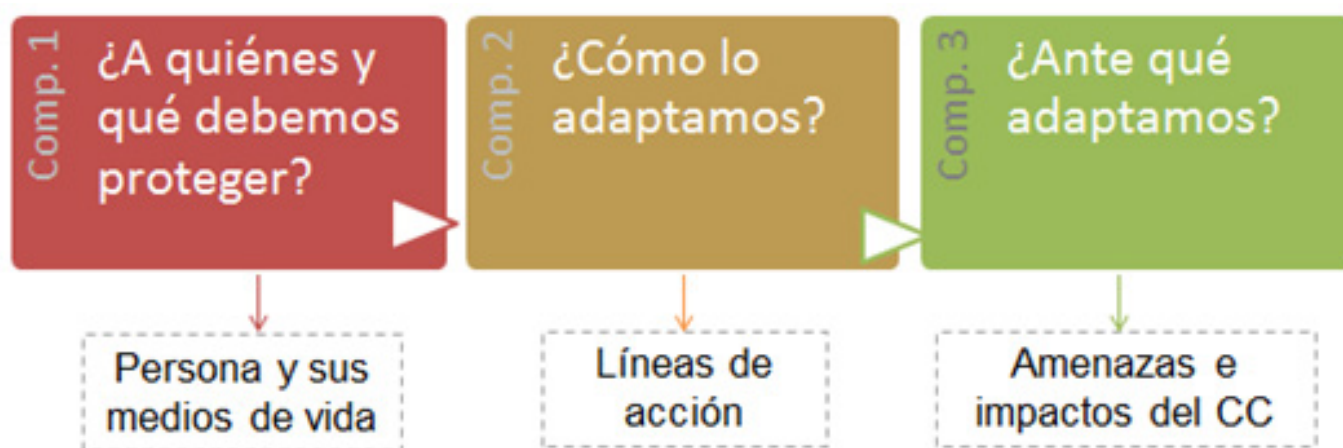 Comp. 1
¿A quiénes y
qué debemos
proteger?
Comp. 2
¿Cómo lo
adaptamos?
Comp. 3
¿Ante qué
adaptamos?
Persona y sus
medios de vida
Líneas de
acción
Amenazas e
impactos del CC